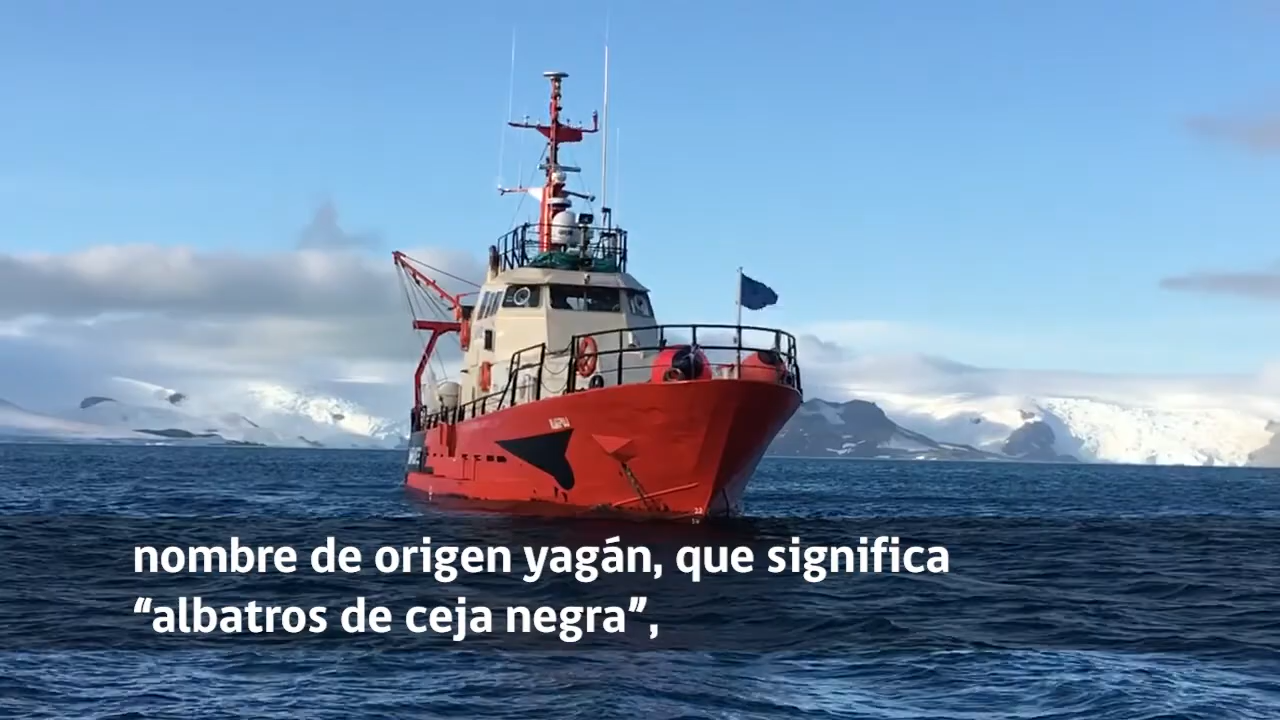 nombre de origen yagán, que significa
“albatros de ceja negra”,